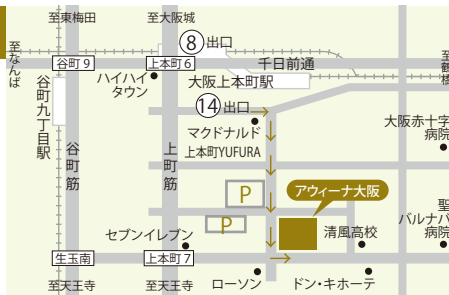 至東梅田
至大阪城
⑧出口
至なんば
谷町9
上本町6
千日前通
至鶴橋
ハイハイ
タウン
大阪上本町駅
谷町九丁目駅
⑭出口
マクドナルド
上本町YUFURA
大阪赤十字
病院
谷町筋
上町筋
P
アウィーナ大阪
P
聖
バルナバ
病院
セブンイレブン
清風高校
生玉南
上本町7
至天王寺
至天王寺
ローソン
ドン・キホーテ